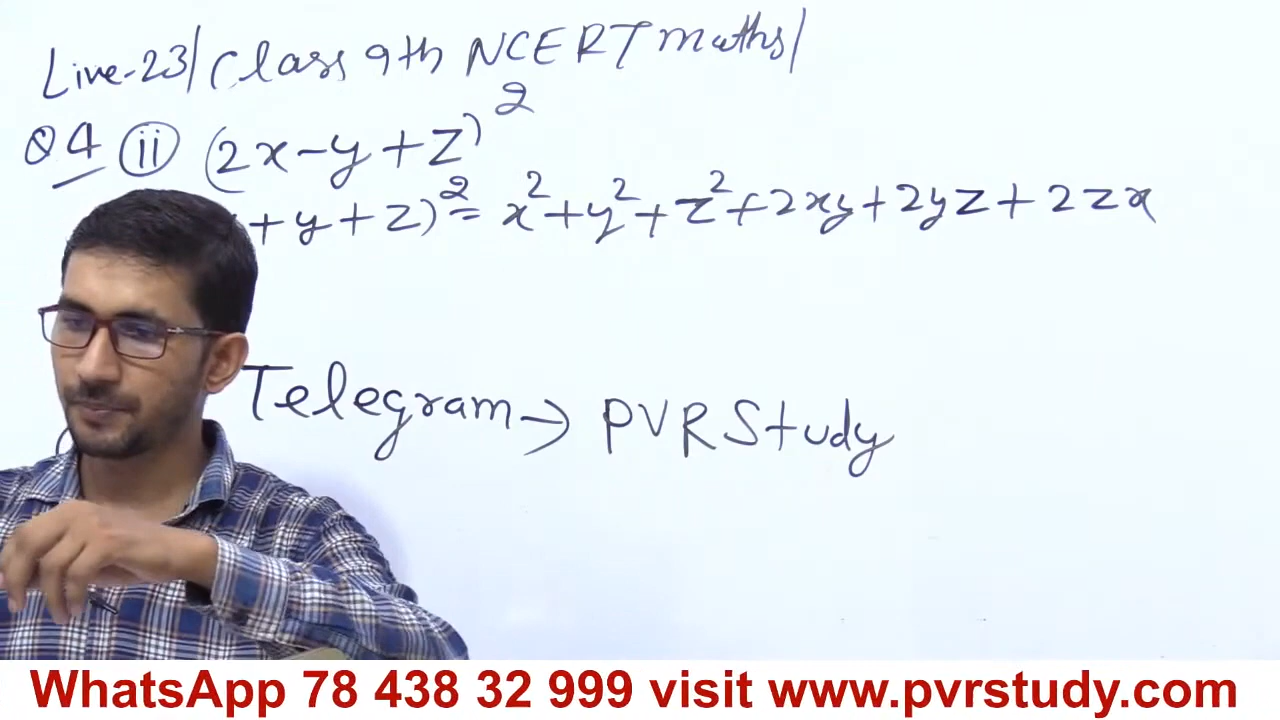 Live-23/Class 9th NCERT maths/
Q4 (ii) (2x-y+z)²
+y+z)² = x²+y²+z²+2xy+2yz+2zx
Telegram → PVRStudy
WhatsApp 78 438 32 999 visit www.pvrstudy.com